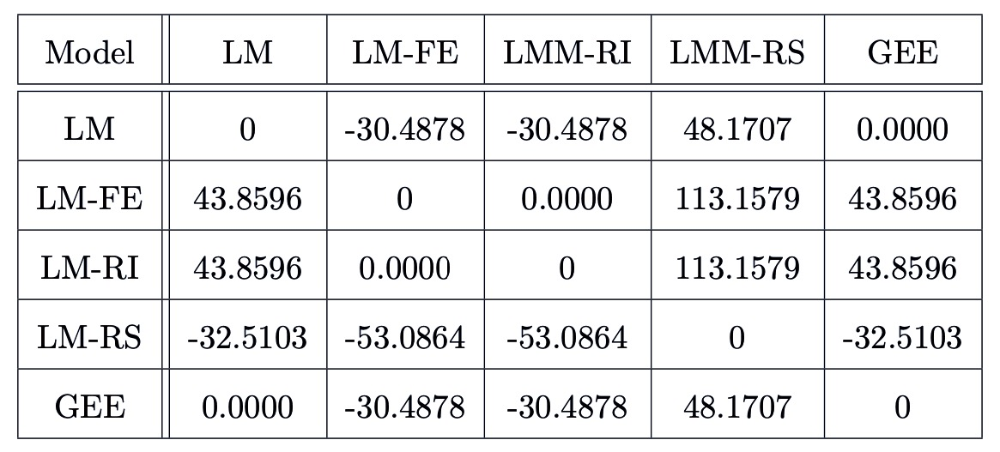 Model LM LM-FE LMM-RI LMM-RS GEE
LM 0 -30.4878 -30.4878 48.1707 0.0000
LM-FE 43.8596 0 0.0000 113.1579 43.8596
LM-RI 43.8596 0.0000 0 113.1579 43.8596
LM-RS -32.5103 -53.0864 -53.0864 0 -32.5103
GEE 0.0000 -30.4878 -30.4878 48.1707 0